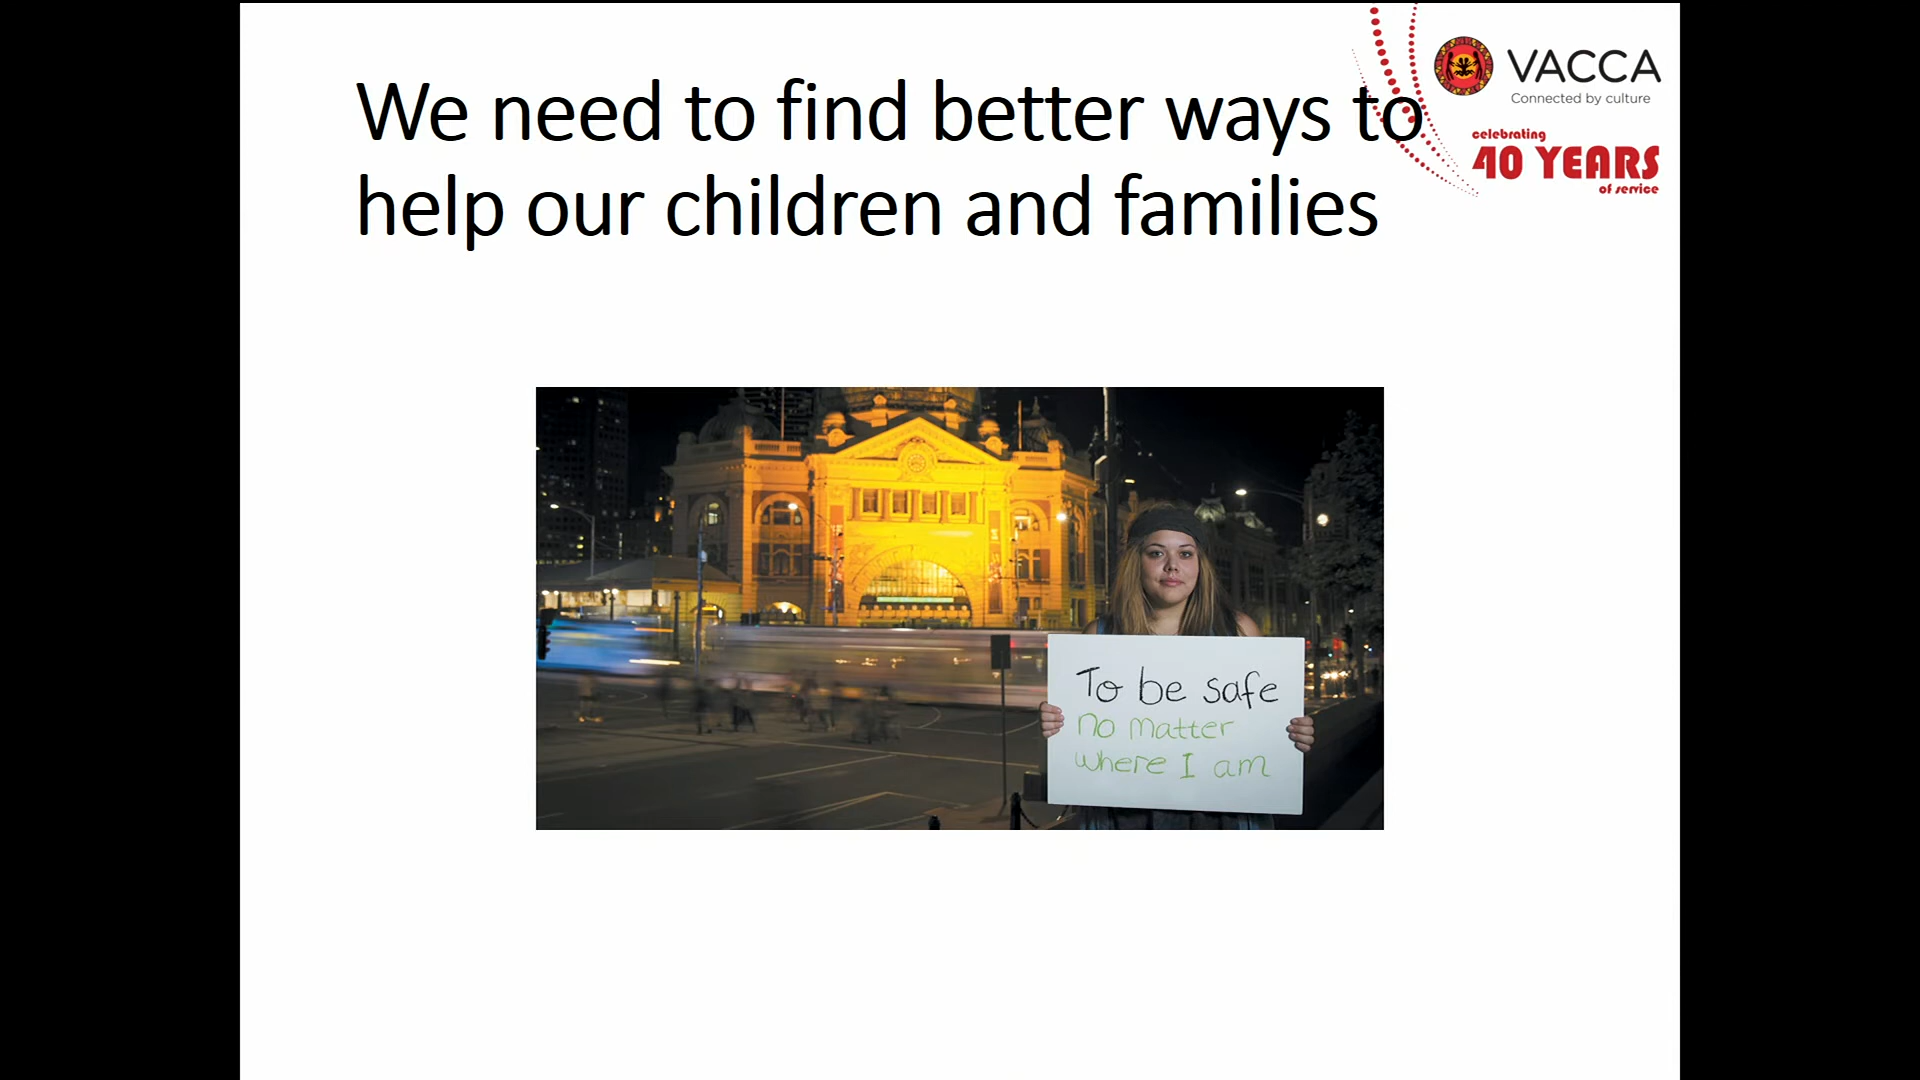 We need to find better ways to
help our children and families
VACCA
Connected by culture
celebrating
40 YEARS
of service
To be safe
no matter
where I am